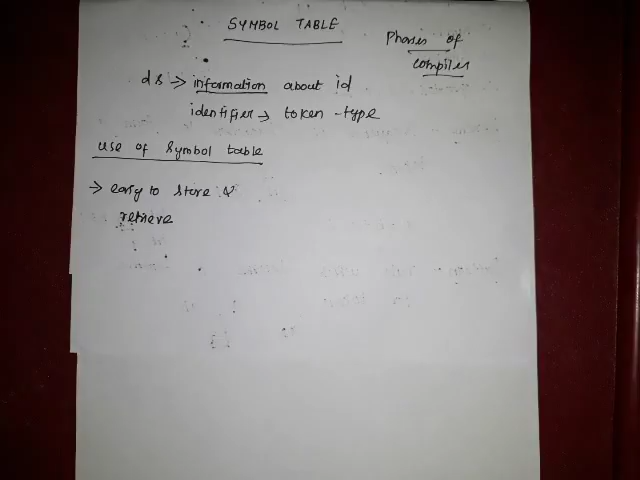 SYMBOL TABLE
Phases of
compiler
ds → information about id
identifier → token - type
use of Symbol table
→ easy to store &
retrieve